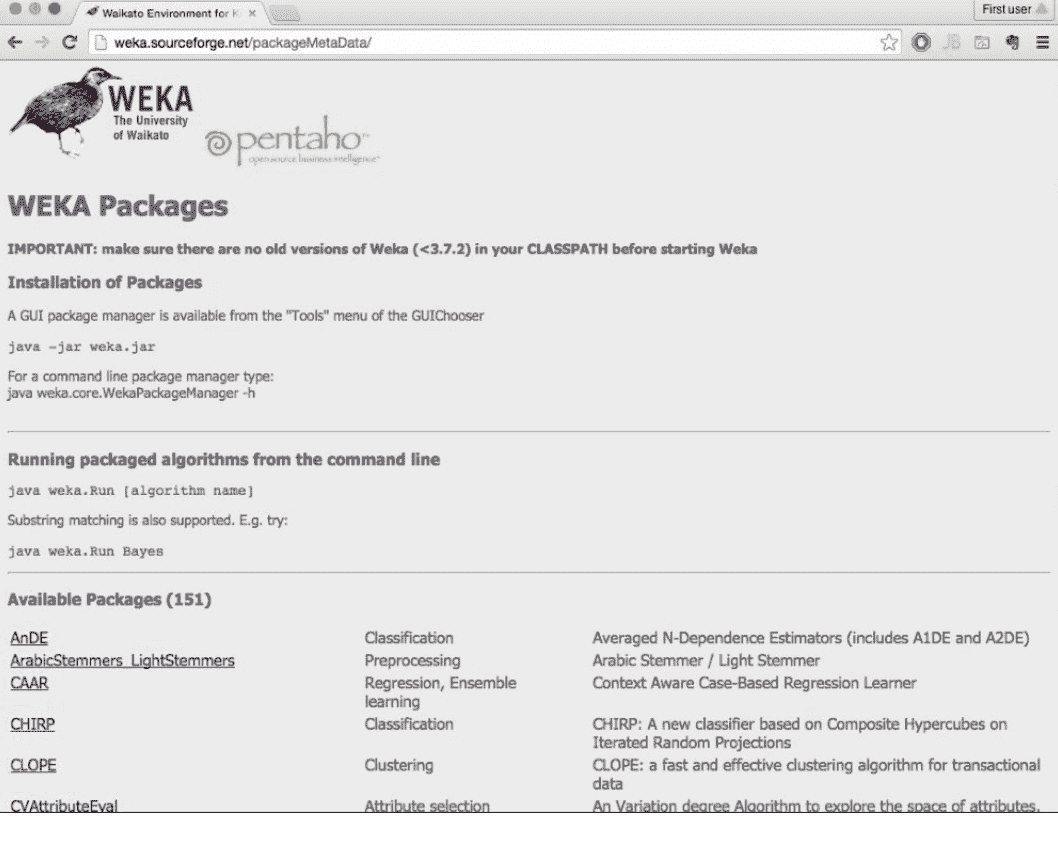 Waikato Environment for K
First user
weka.sourceforge.net/packageMetaData/
WEKA
The University
of Waikato
pentaho
open source business intelligence
WEKA Packages
IMPORTANT: make sure there are no old versions of Weka (<3.7.2) in your CLASSPATH before starting Weka
Installation of Packages
A GUI package manager is available from the "Tools" menu of the GUIChooser
java -jar weka.jar
For a command line package manager type:
java weka.core.WekaPackageManager -h
Running packaged algorithms from the command line
java weka.Run [algorithm name]
Substring matching is also supported. E.g. try:
java weka.Run Bayes
Available Packages (151)
AnDE Classification Averaged N-Dependence Estimators (includes A1DE and A2DE)
ArabicStemmers_LightStemmers Preprocessing Arabic Stemmer / Light Stemmer
CAAR Regression, Ensemble Context Aware Case-Based Regression Learner
learning
CHIRP Classification CHIRP: A new classifier based on Composite Hypercubes on
Iterated Random Projections
CLOPE Clustering CLOPE: a fast and effective clustering algorithm for transactional
data
CVAttributeEval Attribute selection An Variation degree Algorithm to explore the space of attributes.